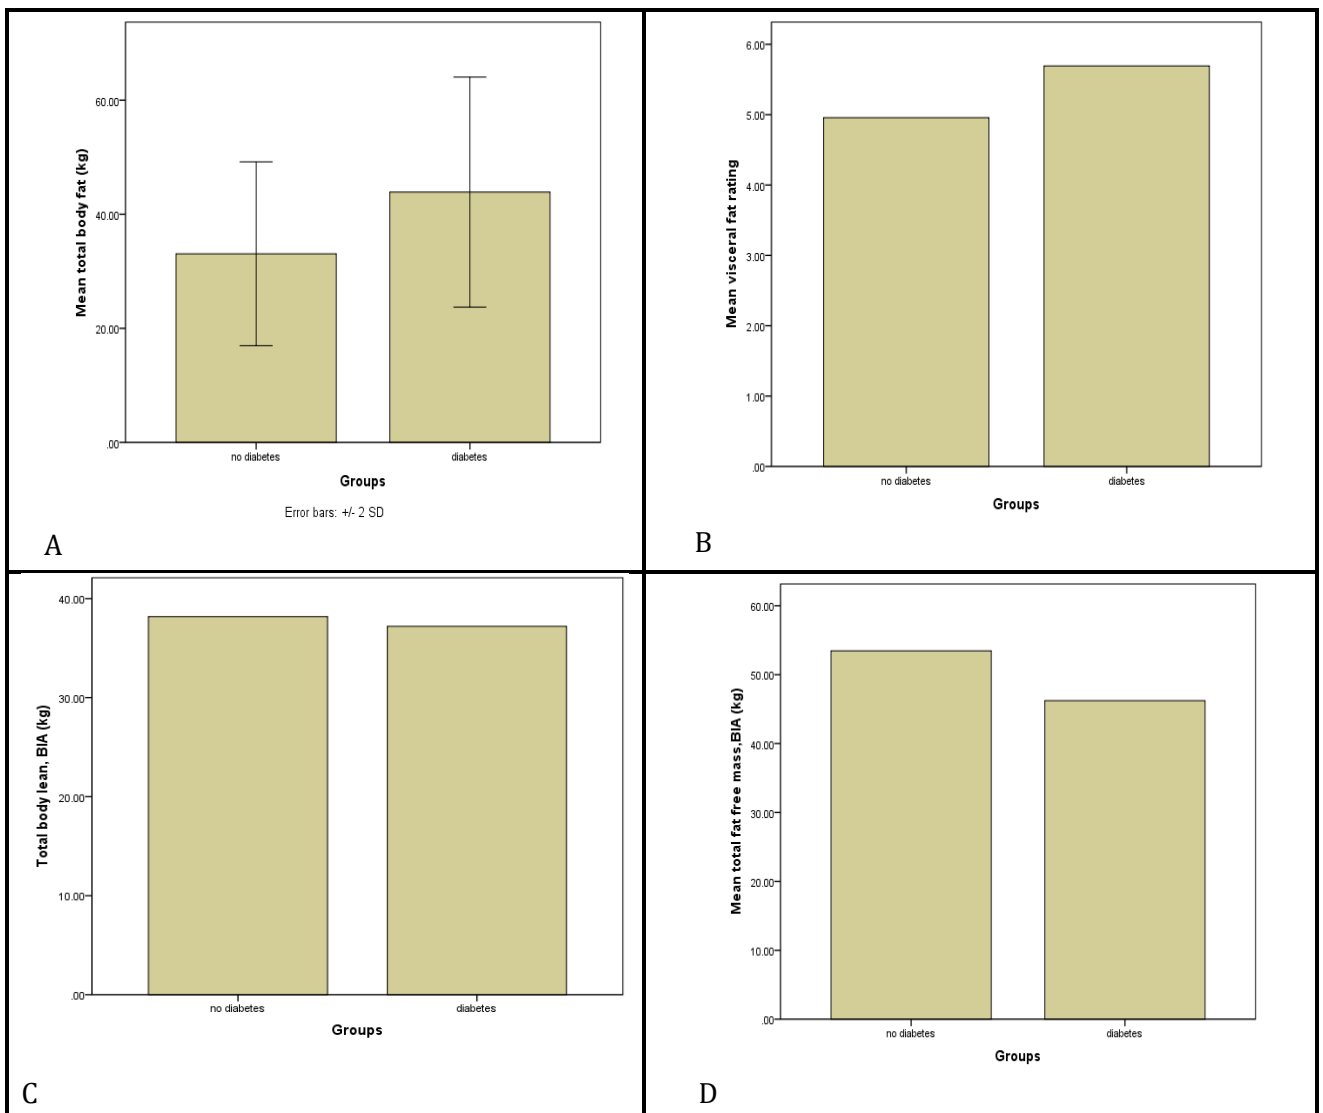 Mean total body fat (kg)
60.00
40.00
20.00
.00
no diabetes diabetes
Groups
Error bars: +/- 2 SD
A
Mean visceral fat rating
6.00
5.00
4.00
3.00
2.00
1.00
.00
no diabetes diabetes
Groups
B
Total body lean, BIA (kg)
40.00
30.00
20.00
10.00
.00
no diabetes diabetes
Groups
C
Mean total fat free mass,BIA (kg)
60.00
50.00
40.00
30.00
20.00
10.00
.00
no diabetes diabetes
Groups
D